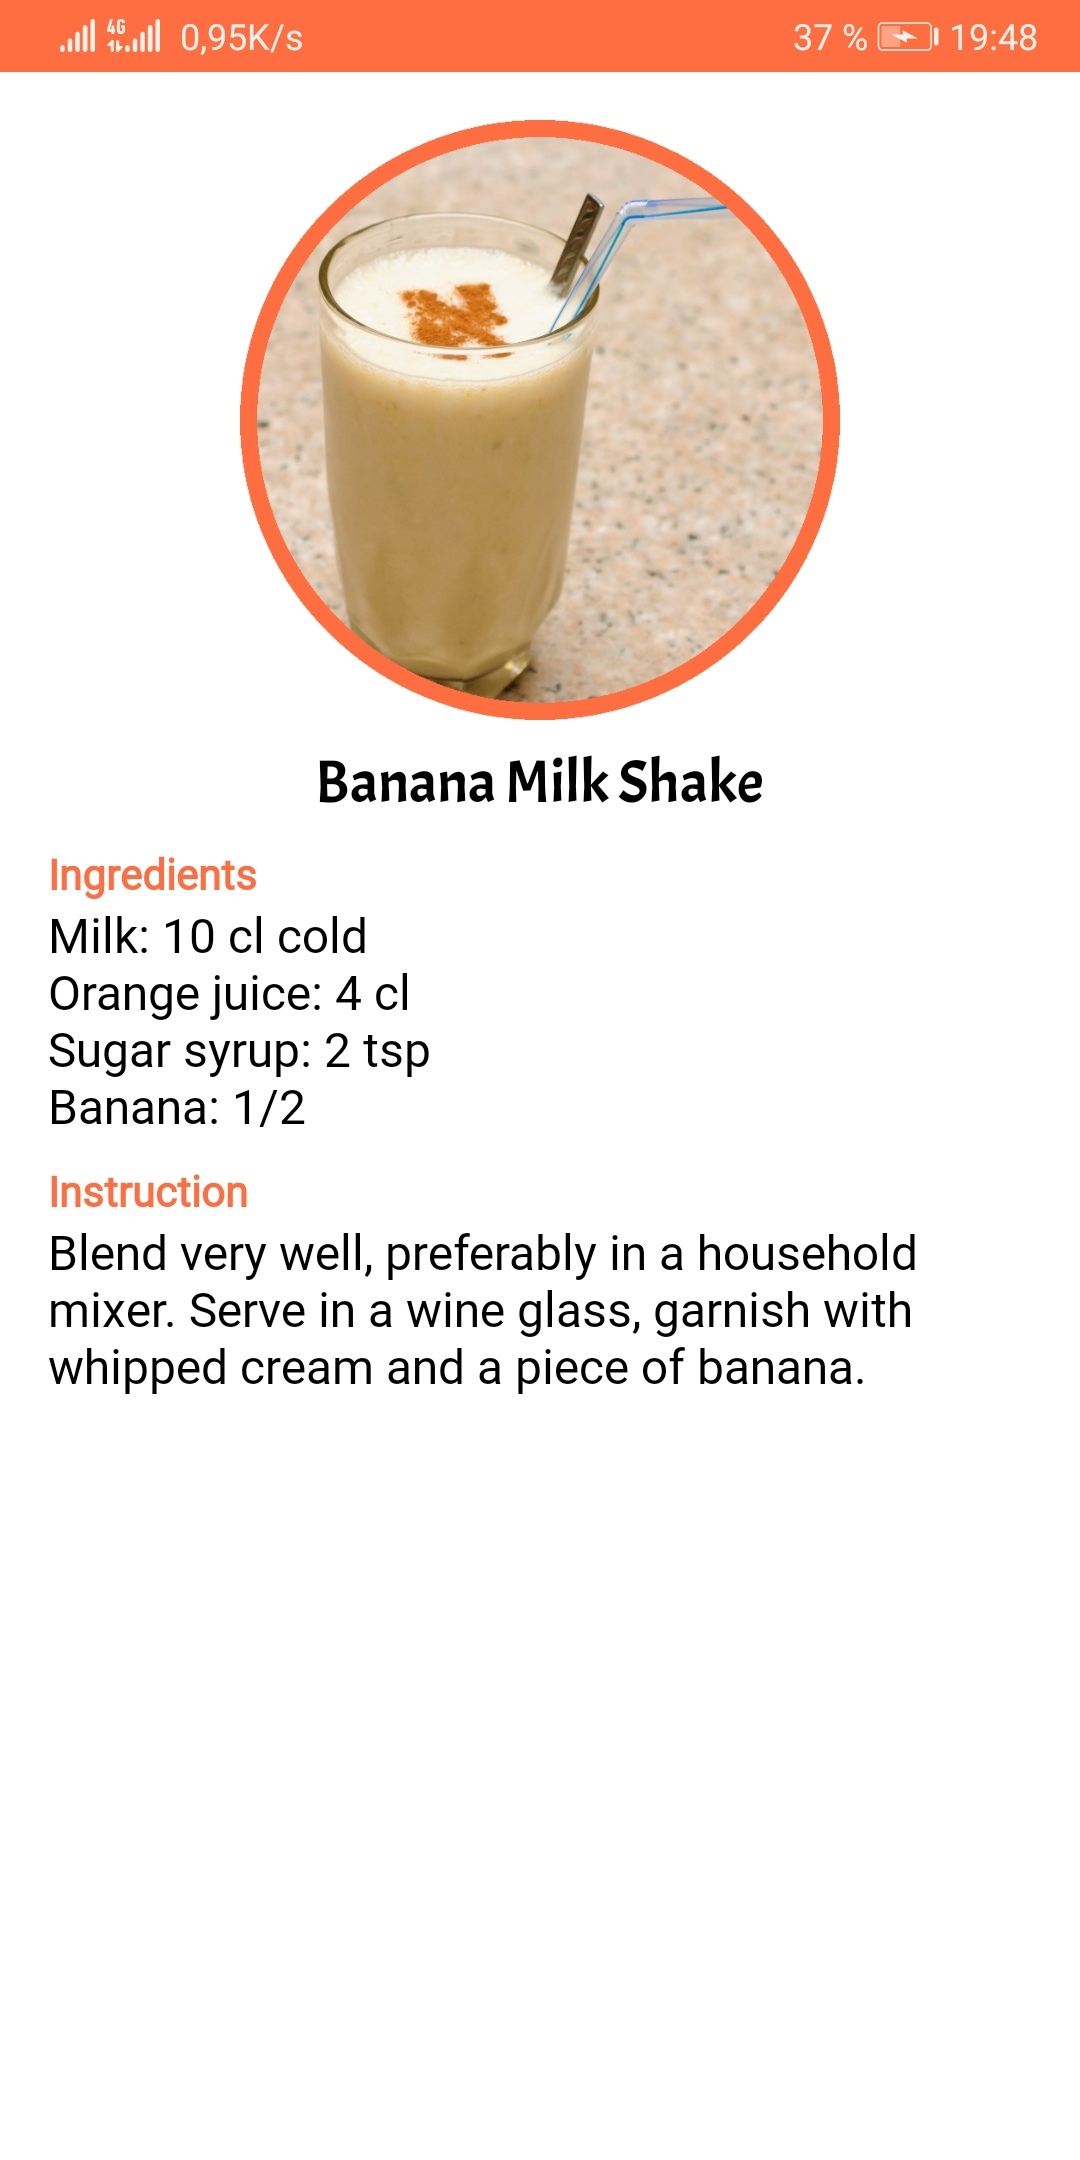 4G 0,95K/s 37 % 19:48
Banana Milk Shake
Ingredients
Milk: 10 cl cold
Orange juice: 4 cl
Sugar syrup: 2 tsp
Banana: 1/2
Instruction
Blend very well, preferably in a household
mixer. Serve in a wine glass, garnish with
whipped cream and a piece of banana.